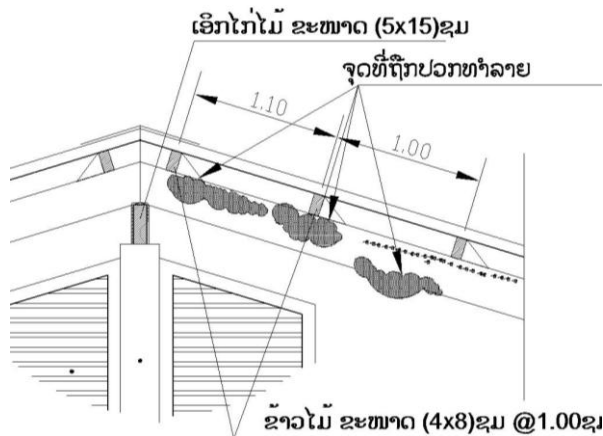 ເອິກໄກ່ໄມ້ ຂະໜາດ (5x15)ຊມ
ຈຸດທີ່ຖືກປວກທຳລາຍ
1.10
1.00
ຂ້າວໄມ້ ຂະໜາດ (4x8)ຊມ @1.00ຊມ